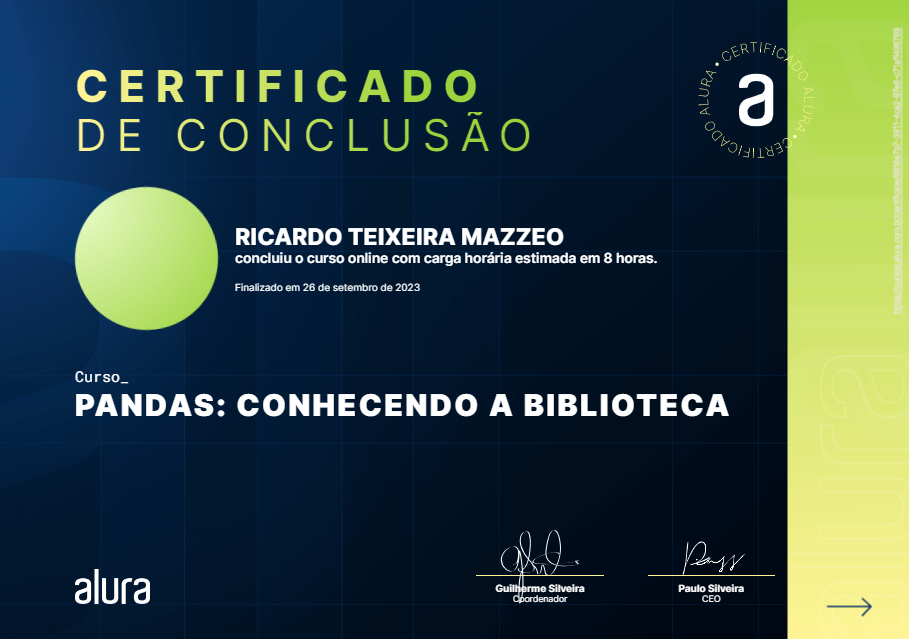 CERTIFICADO
DE CONCLUSÃO
• CERTIFICADO ALURA • CERTIFICADO ALURA
a
RICARDO TEIXEIRA MAZZEO
concluiu o curso online com carga horária estimada em 8 horas.
Finalizado em 26 de setembro de 2023
Curso_
PANDAS: CONHECENDO A BIBLIOTECA
alura
Guilherme Silveira
Coordenador
Paulo Silveira
CEO
alura